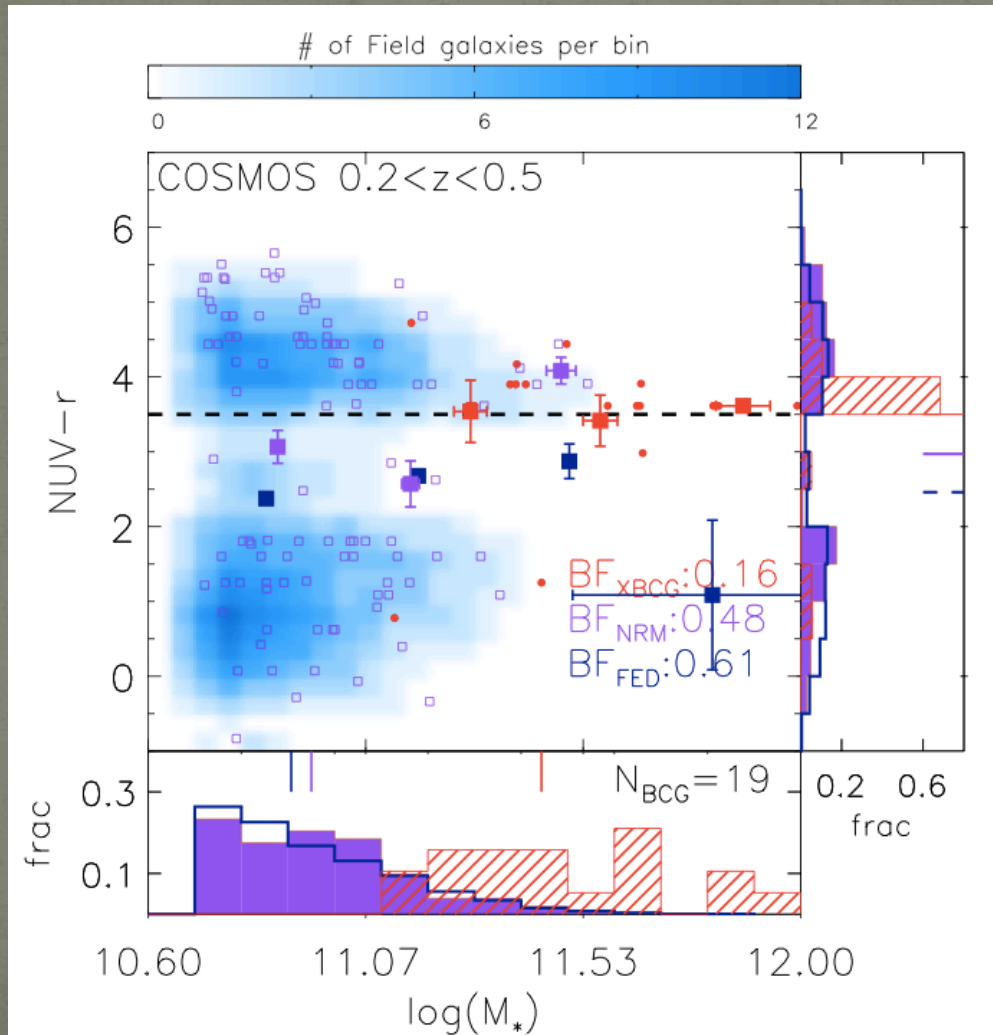 # of Field galaxies per bin
0 6 12
COSMOS 0.2<z<0.5
6
4
2
0
NUV-r
BF_XBCG:0.16
BF_NRM:0.48
BF_FED:0.61
N_BCG=19
0.2 0.6
frac
0.3
0.1
frac
10.60 11.07 11.53 12.00
log(M_*)